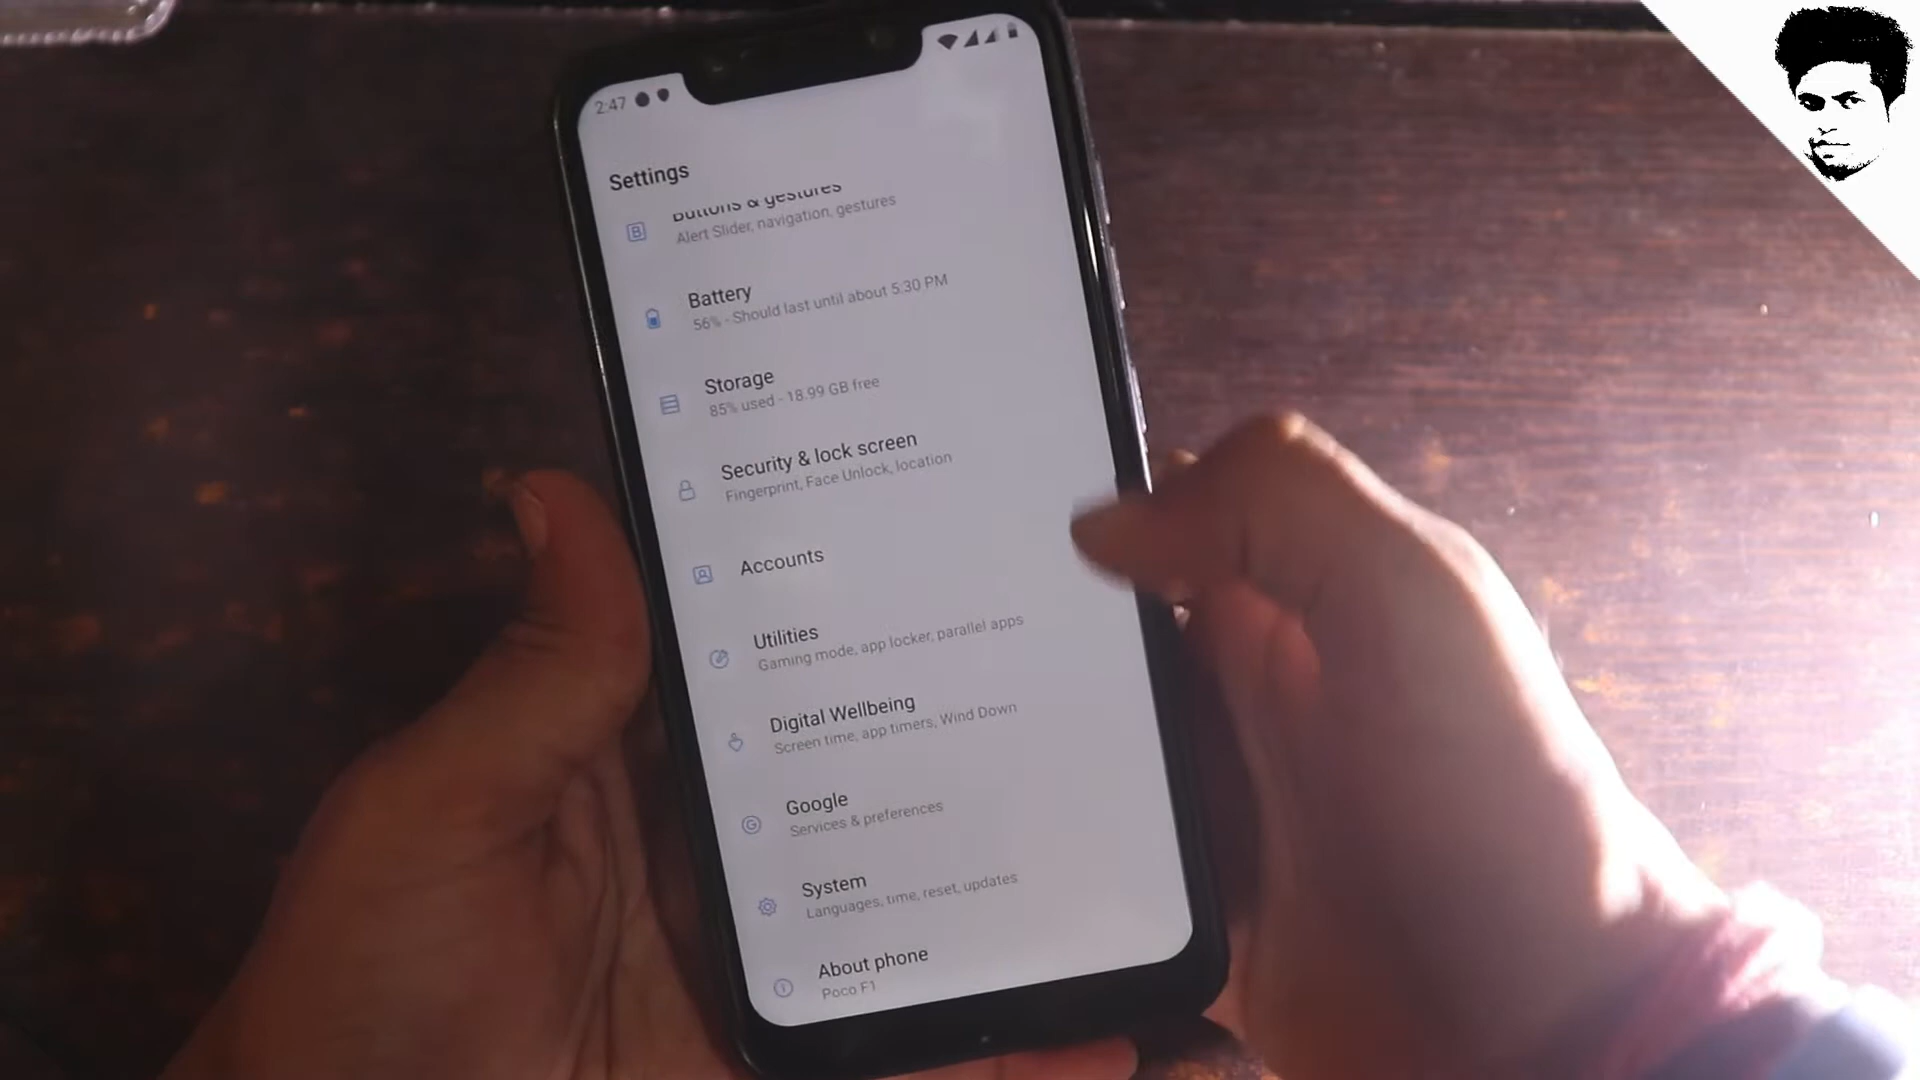 2:47
Settings
Buttons & gestures
Alert Slider, navigation, gestures
Battery
56% - Should last until about 5:30 PM
Storage
85% used - 18.99 GB free
Security & lock screen
Fingerprint, Face Unlock, location
Accounts
Utilities
Gaming mode, app locker, parallel apps
Digital Wellbeing
Screen time, app timers, Wind Down
Google
Services & preferences
System
Languages, time, reset, updates
About phone
Poco F1